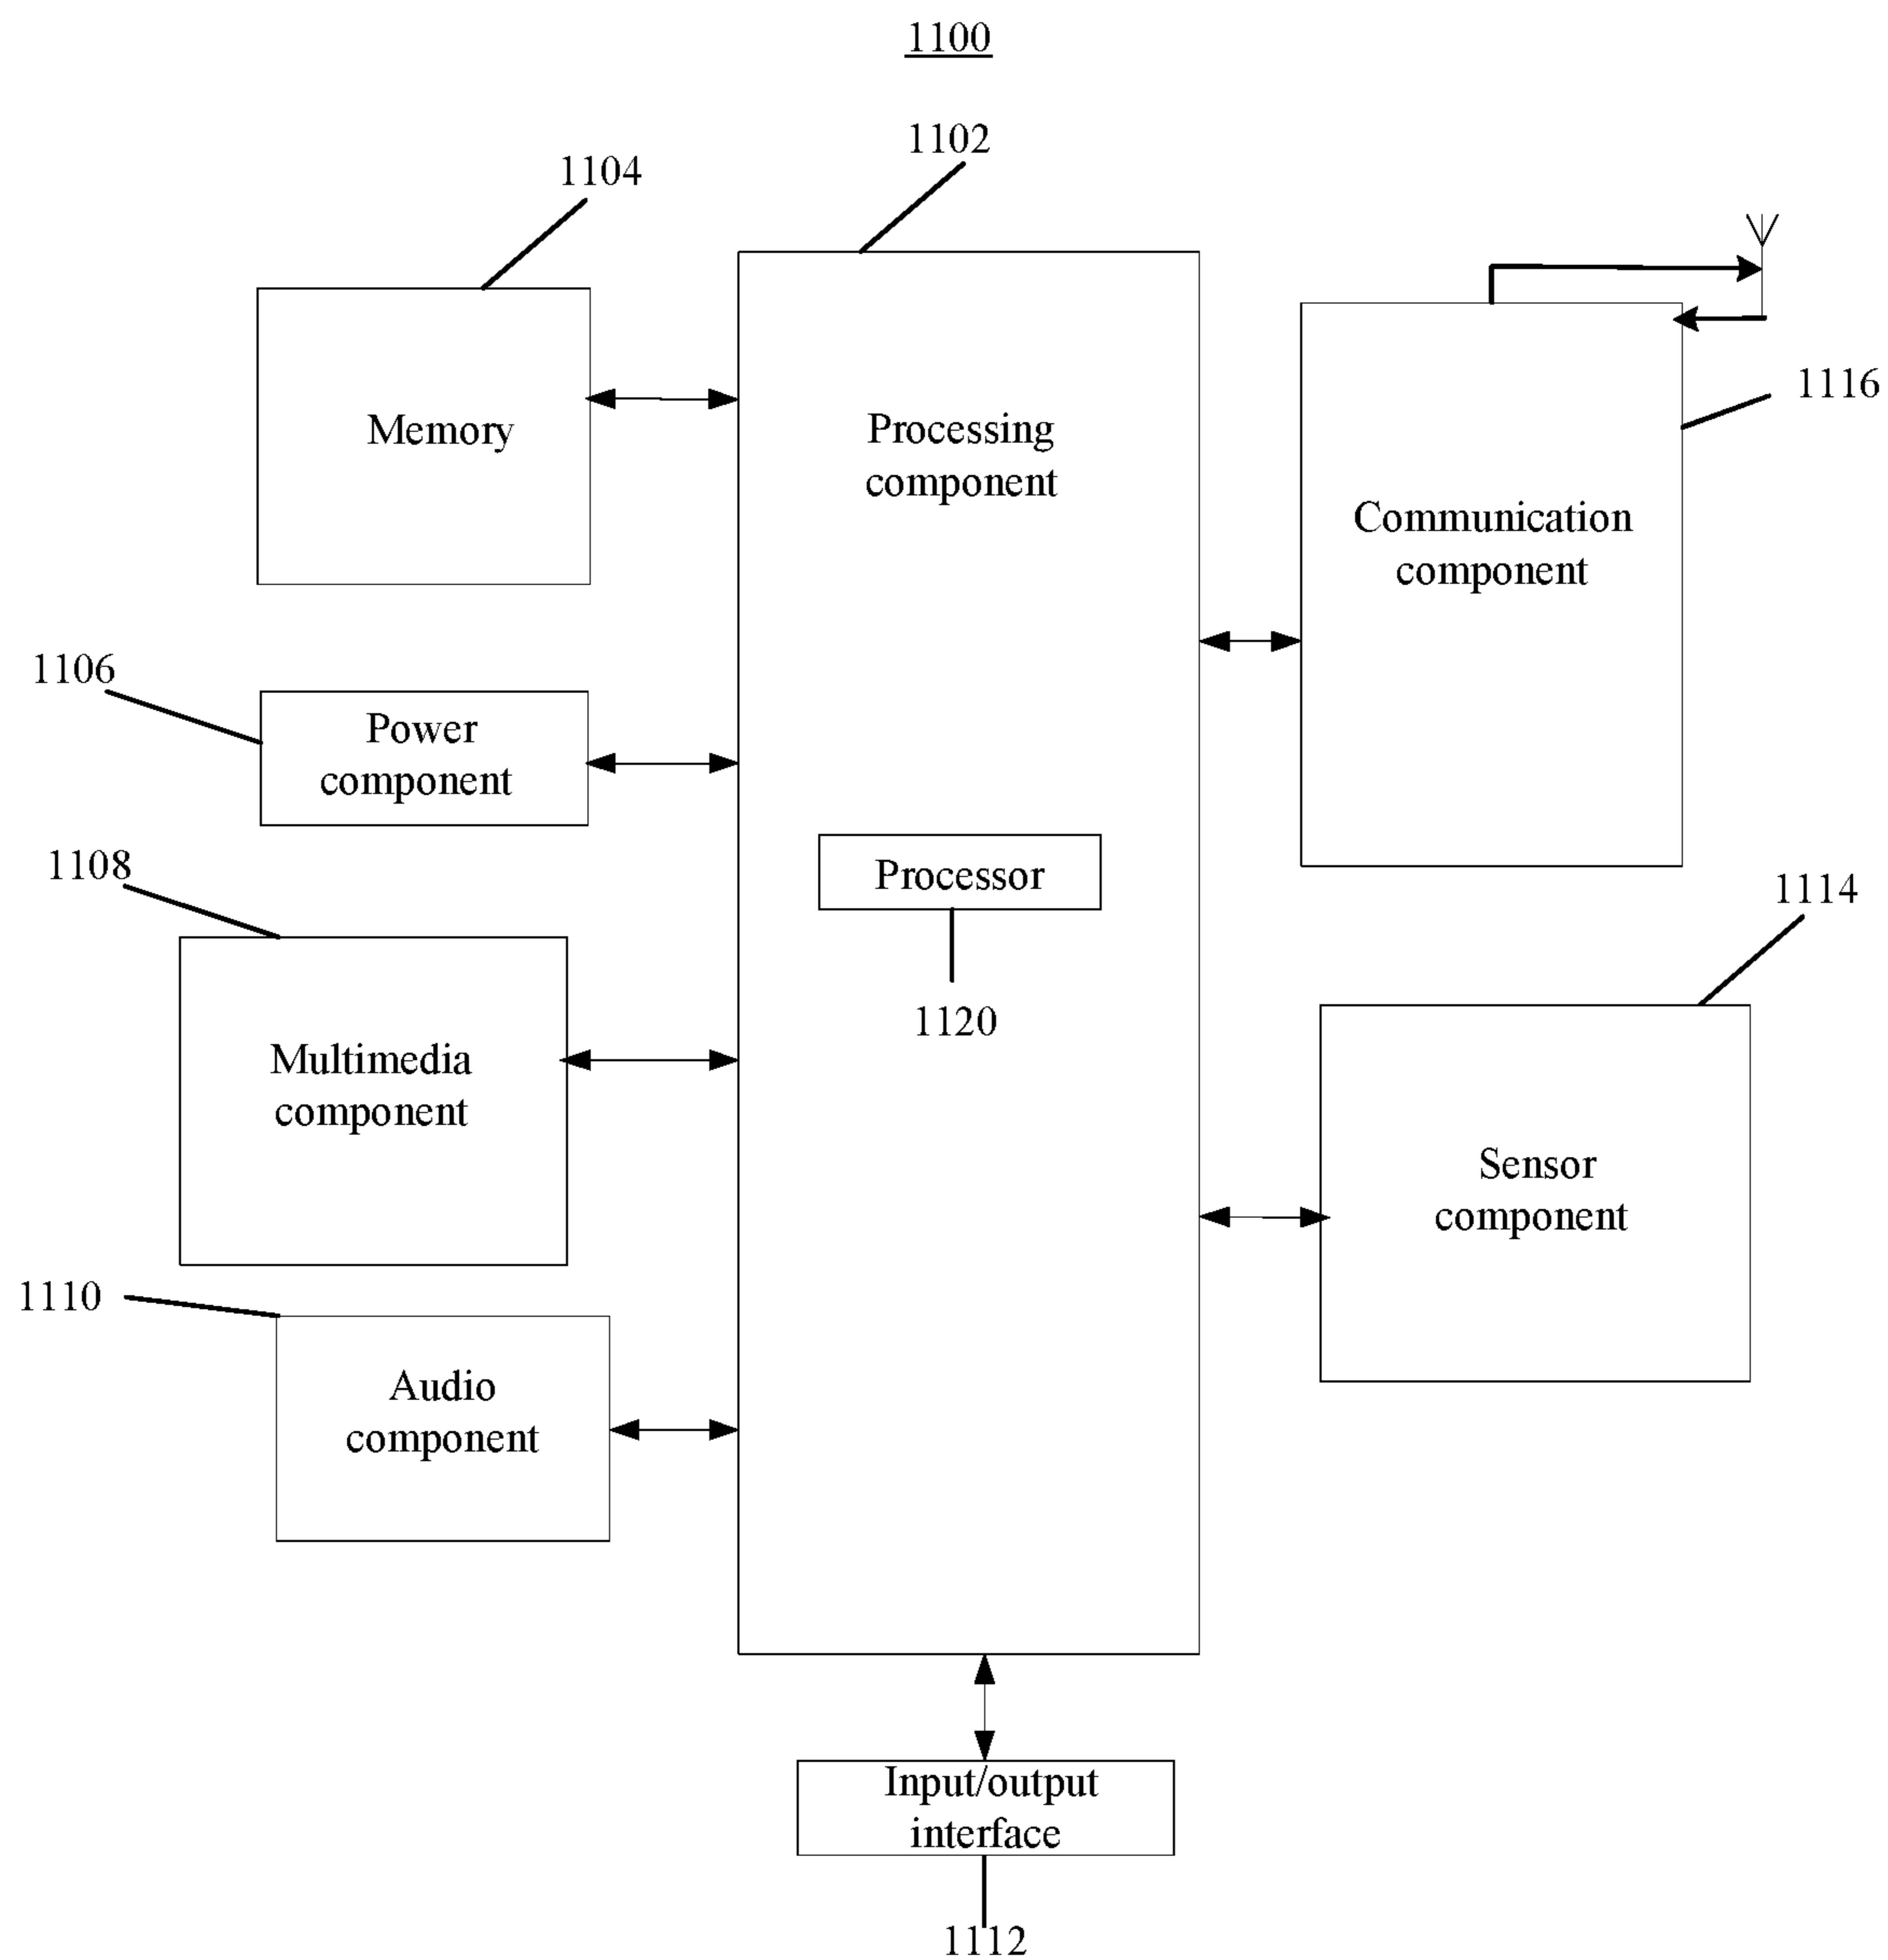 1100
1102
1104
1116
Memory
Processing
component
Communication
component
1106
Power
component
1108
Processor
1114
1120
Multimedia
component
Sensor
component
1110
Audio
component
Input/output
interface
1112